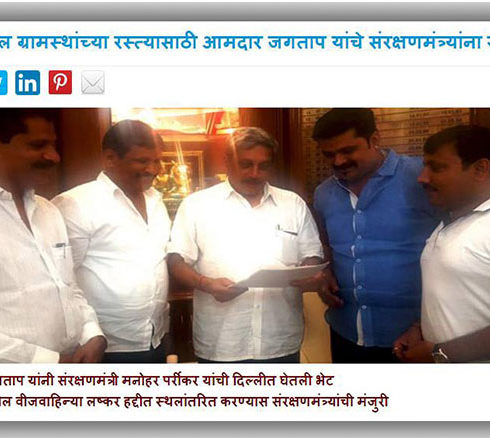 ग्रामस्थांच्या रस्त्यासाठी आमदार जगताप यांचे संरक्षणमंत्र्यांना
in
यांनी संरक्षणमंत्री मनोहर पर्रीकर यांची दिल्लीत घेतली भेट
वीजवाहिन्या लष्कर हद्दीत स्थलांतरित करण्यास संरक्षणमंत्र्यांची मंजुरी